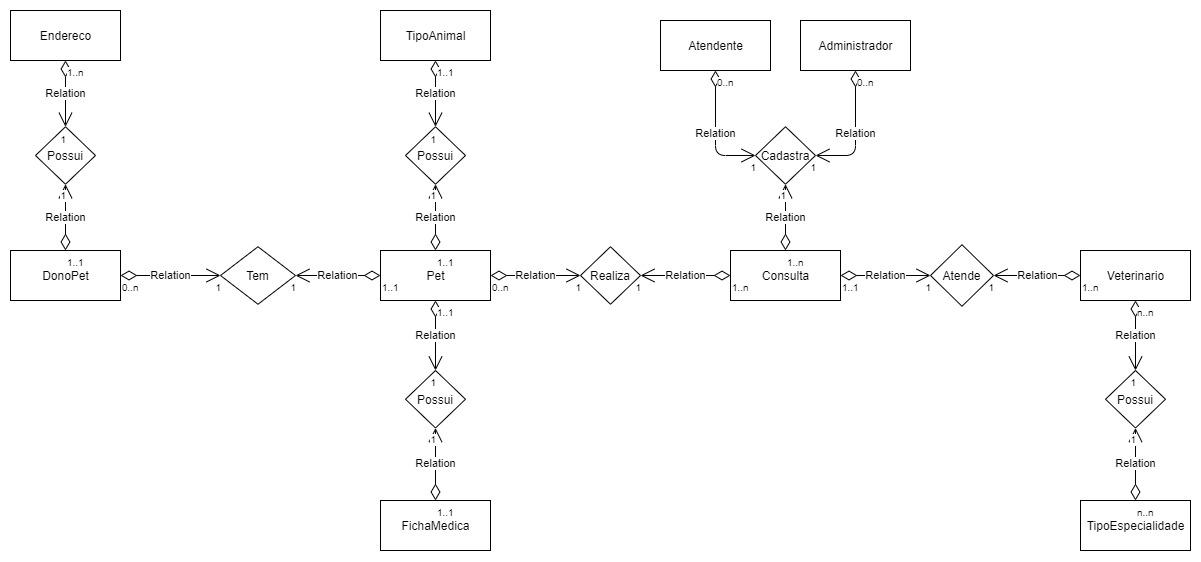 Endereco
TipoAnimal
Atendente
Administrador
1..n
1..1
0..n
0..n
Relation
Relation
Relation
Relation
1
Possui
1
Possui
Cadastra
1
1
1
1
1
Relation
Relation
Relation
1..1
DonoPet
Relation
Tem
Relation
1..1
Pet
Relation
Realiza
Relation
1..n
Consulta
Relation
Atende
Relation
Veterinario
0..n
1
1
1..1
0..n
1
1
1..n
1..1
1
1
1..n
1..1
n..n
Relation
Relation
1
Possui
1
Possui
1
1
Relation
Relation
1..1
FichaMedica
n..n
TipoEspecialidade